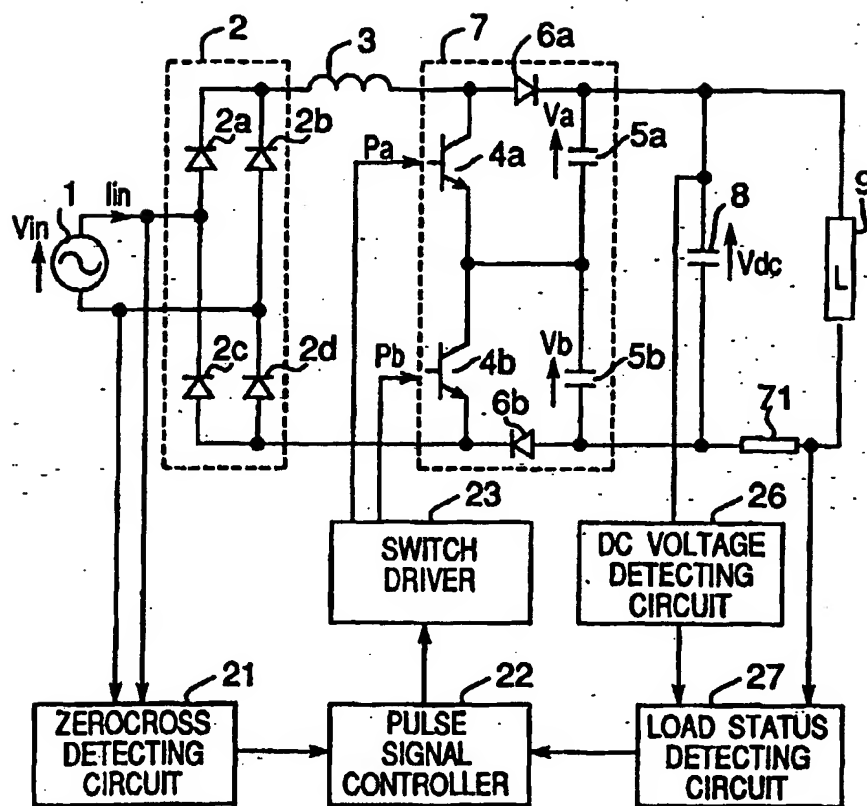 2
3
7
6a
2a
2b
Va
5a
Pa
4a
8
9
1
Iin
Vin
Vdc
L
2c
2d
Pb
4b
Vb
5b
6b
71
23
26
SWITCH
DRIVER
DC VOLTAGE
DETECTING
CIRCUIT
21
22
27
ZEROCROSS
DETECTING
CIRCUIT
PULSE
SIGNAL
CONTROLLER
LOAD STATUS
DETECTING
CIRCUIT